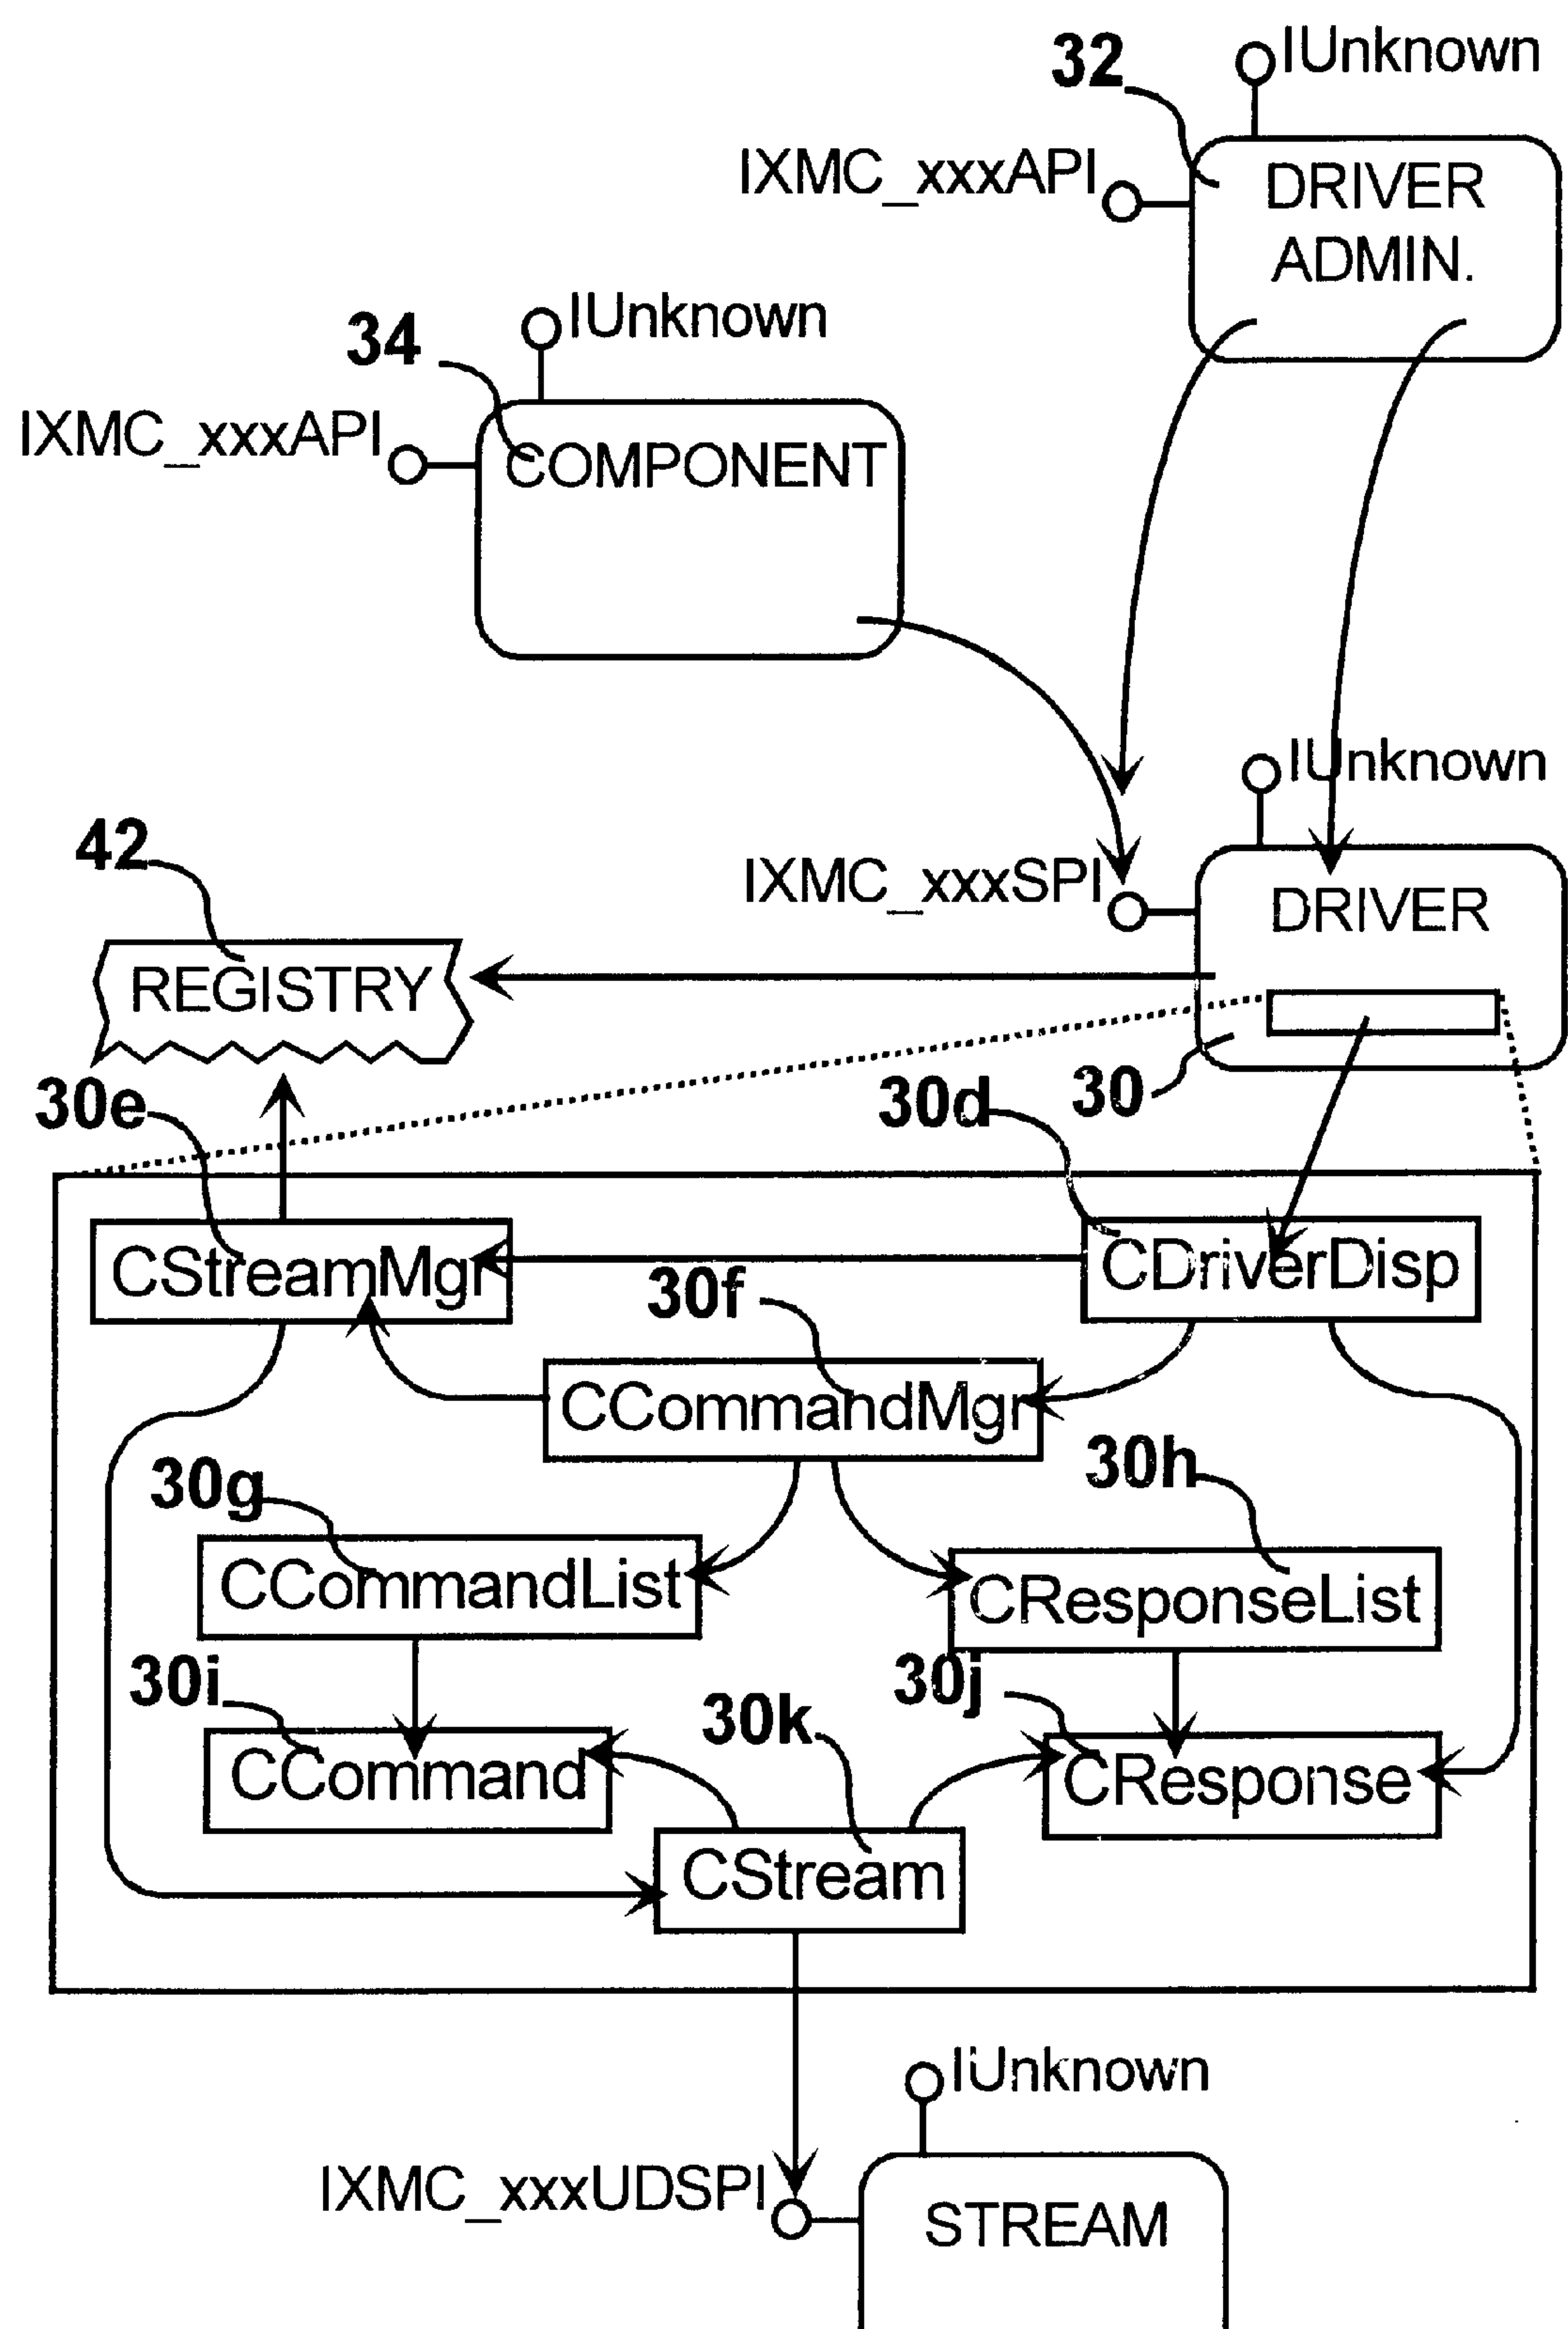 32
IUnknown
IXMC_xxxAPI
DRIVER
ADMIN.
34
IUnknown
IXMC_xxxAPI
COMPONENT
IUnknown
42
IXMC_xxxSPI
DRIVER
REGISTRY
30e
30d
30
CStreamMgr
CDriverDisp
30f
CCommandMgr
30g
30h
CCommandList
CResponseList
30i
30k
30j
CCommand
CResponse
CStream
IUnknown
IXMC_xxxUDSPI
STREAM